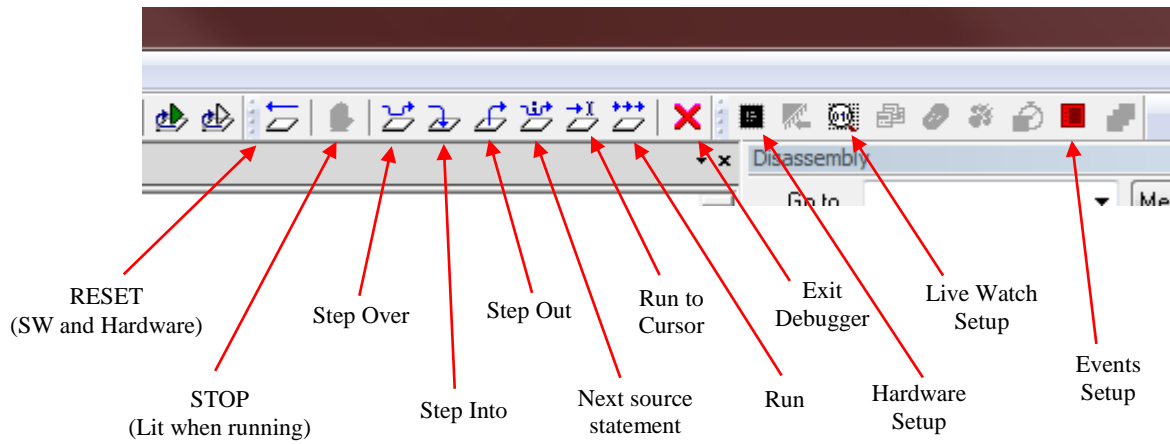 Disassembly
Go to
Me
RESET
(SW and Hardware)
STOP
(Lit when running)
Step Over
Step Into
Step Out
Next source
statement
Run to
Cursor
Run
Exit
Debugger
Hardware
Setup
Live Watch
Setup
Events
Setup